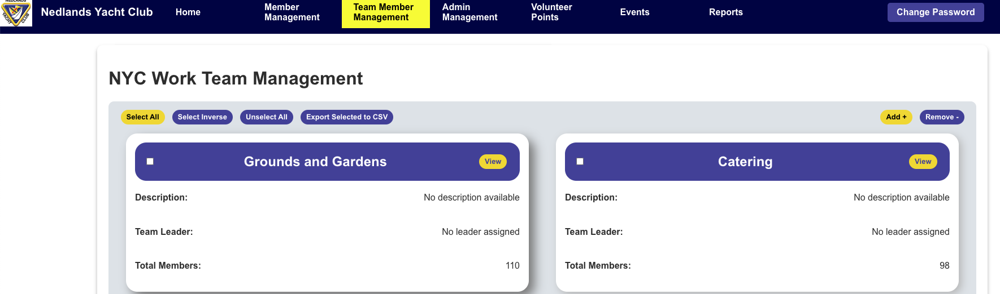 NEDLANDS
YACHT CLUB
Nedlands Yacht Club
Home
Member
Management
Team Member
Management
Admin
Management
Volunteer
Points
Events
Reports
Change Password
NYC Work Team Management
Select All
Select Inverse
Unselect All
Export Selected to CSV
Add +
Remove -
Grounds and Gardens
View
Description:
No description available
Team Leader:
No leader assigned
Total Members:
110
Catering
View
Description:
No description available
Team Leader:
No leader assigned
Total Members:
98